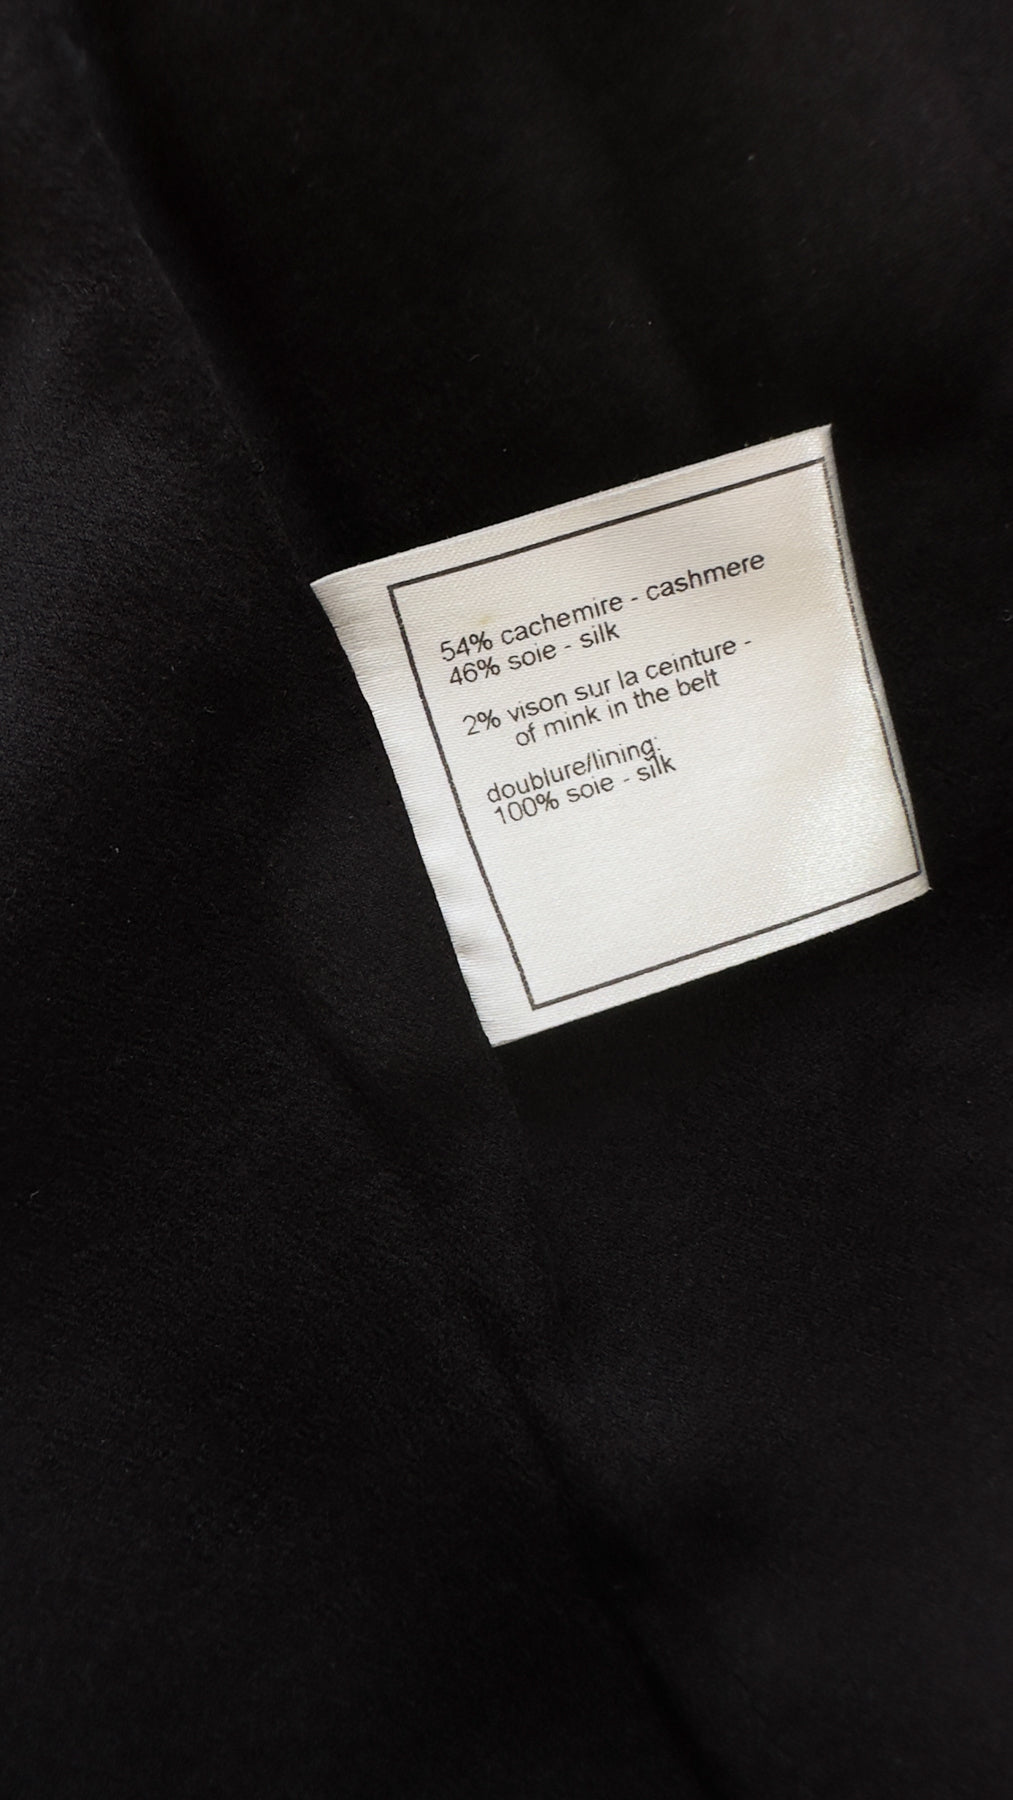 54% cachemire - cashmere
46% soie - silk
2% vison sur la ceinture -
of mink in the belt
doublure/lining:
100% soie - silk